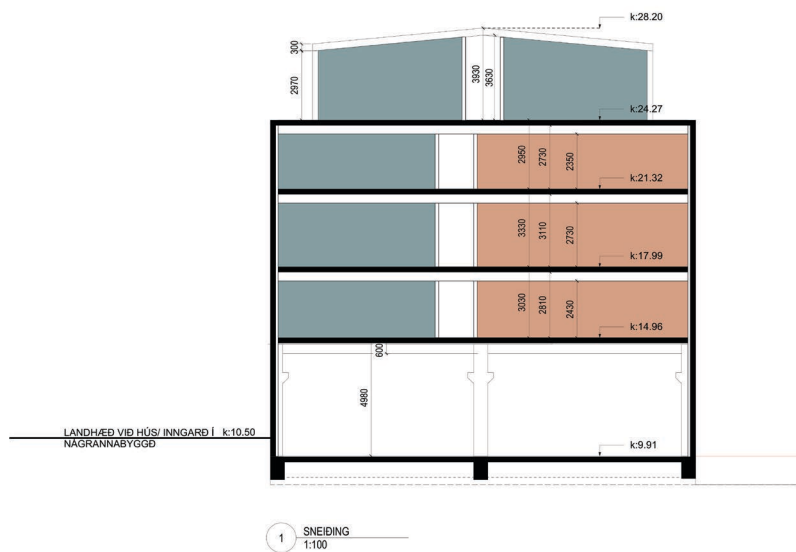 k:28.20
300
2970
3930
3630
k:24.27
2950
2730
2350
k:21.32
3330
3110
2730
k:17.99
3030
2810
2430
k:14.96
600
4980
LANDHÆÐ VIÐ HÚS/ INNGARÐ Í k:10.50
NÁGRANNABYGGÐ
k:9.91
1 SNEIÐING
1:100